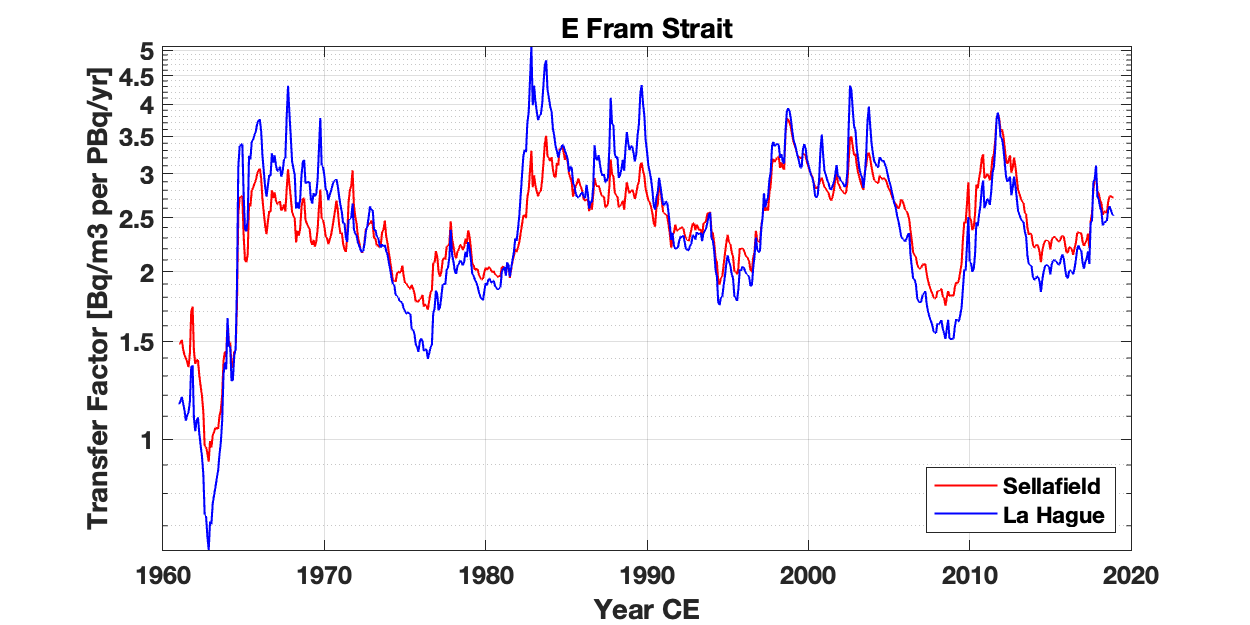 E Fram Strait
Transfer Factor [Bq/m3 per PBq/yr]
5
4.5
4
3.5
3
2.5
2
1.5
1
Sellafield
La Hague
1960 1970 1980 1990 2000 2010 2020
Year CE